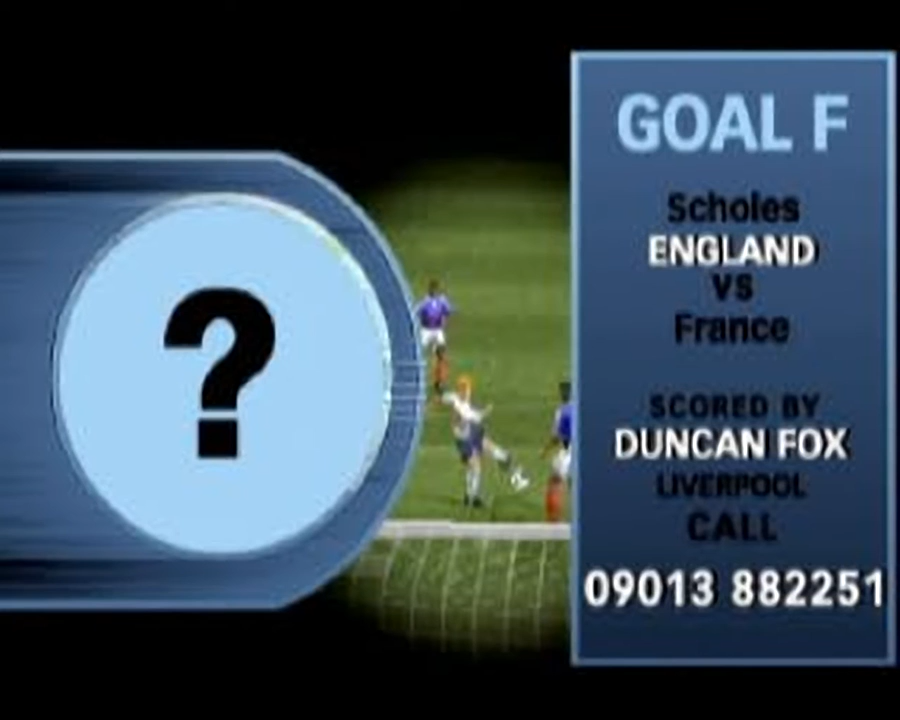 ?
GOAL F
Scholes
ENGLAND
VS
France
SCORED BY
DUNCAN FOX
LIVERPOOL
CALL
09013 882251